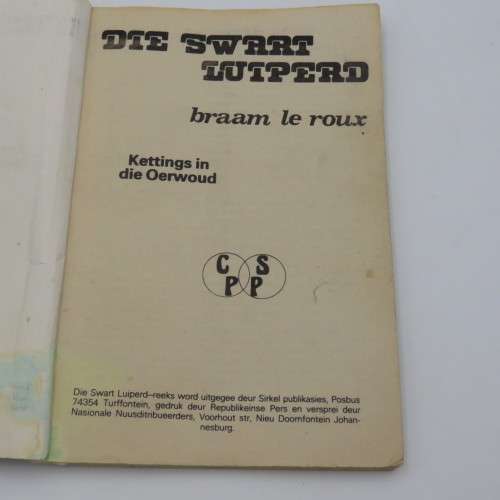 DIE SWART
LUIPERD
braam le roux
Kettings in
die Oerwoud
C S
P P
Die Swart Luiperd-reeks word uitgegee deur Sirkel publikasies, Posbus
74354 Turffontein, gedruk deur Republikeinse Pers en versprei deur
Nasionale Nuusditribueerders, Voorhout str, Nieu Doornfontein Johan-
nesburg.